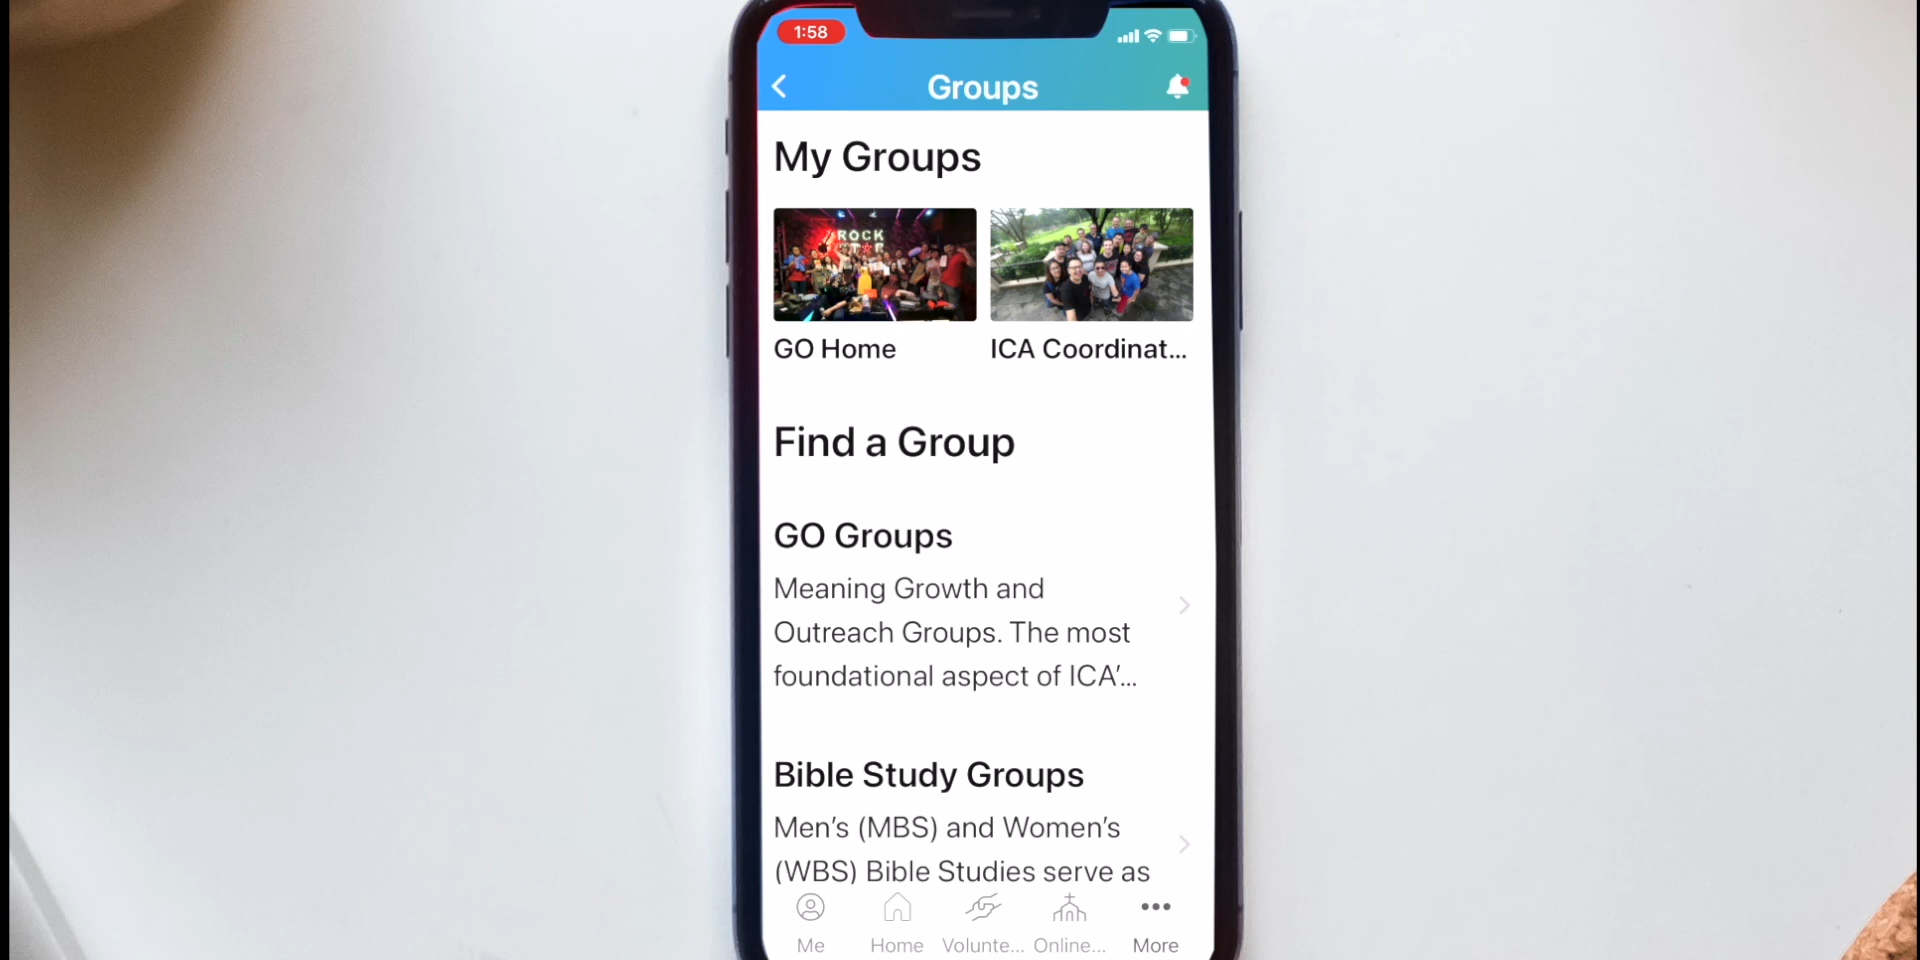 1:58
Groups
My Groups
ROCK
STAR
GO Home
ICA Coordinat...
Find a Group
GO Groups
Meaning Growth and
Outreach Groups. The most
foundational aspect of ICA’...
Bible Study Groups
Men’s (MBS) and Women’s
(WBS) Bible Studies serve as
Me
Home
Volunte...
Online...
More